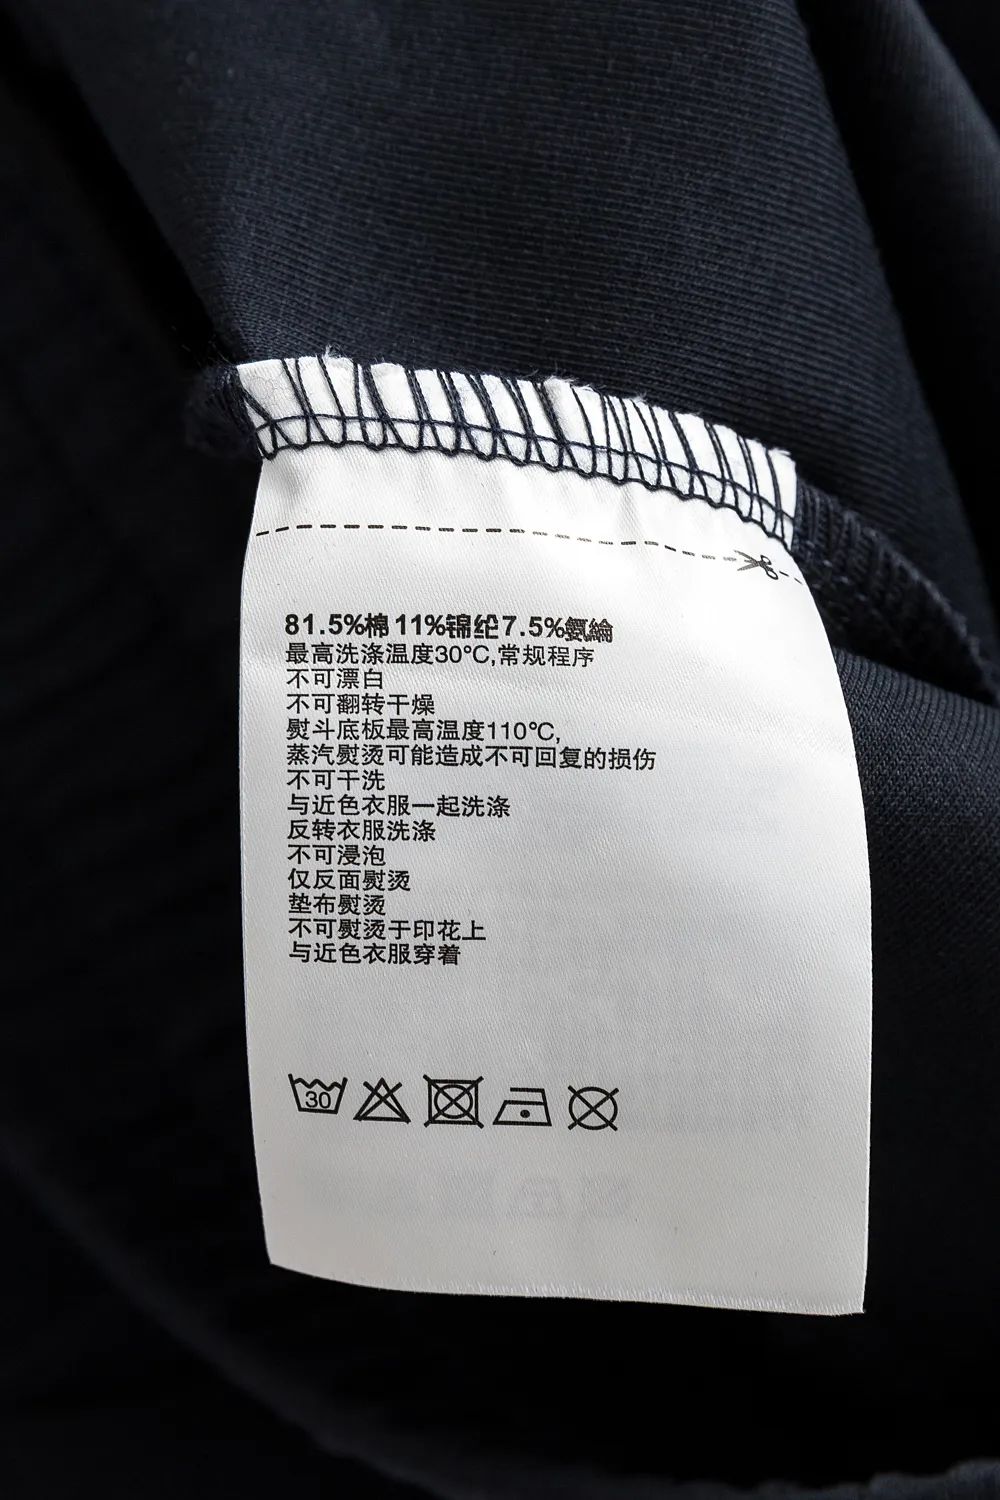 81.5%棉 11%锦纶 7.5%氨綸
最高洗涤温度30°C,常规程序
不可漂白
不可翻转干燥
熨斗底板最高温度110°C,
蒸汽熨烫可能造成不可回复的损伤
不可干洗
与近色衣服一起洗涤
反转衣服洗涤
不可浸泡
仅反面熨烫
垫布熨烫
不可熨烫于印花上
与近色衣服穿着
30